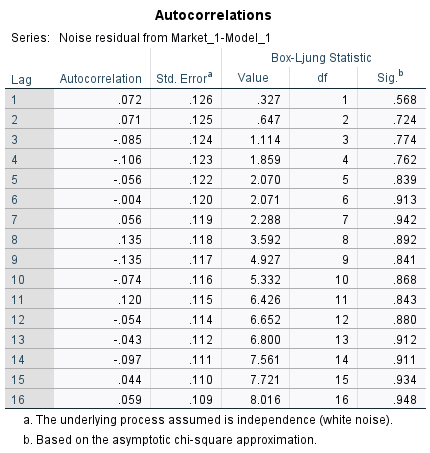 Autocorrelations
Series: Noise residual from Market_1-Model_1
Box-Ljung Statistic
Lag Autocorrelation Std. Errorᵃ Value df Sig.ᵇ
1 .072 .126 .327 1 .568
2 .071 .125 .647 2 .724
3 -.085 .124 1.114 3 .774
4 -.106 .123 1.859 4 .762
5 -.056 .122 2.070 5 .839
6 -.004 .120 2.071 6 .913
7 .056 .119 2.288 7 .942
8 .135 .118 3.592 8 .892
9 -.135 .117 4.927 9 .841
10 -.074 .116 5.332 10 .868
11 .120 .115 6.426 11 .843
12 -.054 .114 6.652 12 .880
13 -.043 .112 6.800 13 .912
14 -.097 .111 7.561 14 .911
15 .044 .110 7.721 15 .934
16 .059 .109 8.016 16 .948
a. The underlying process assumed is independence (white noise).
b. Based on the asymptotic chi-square approximation.